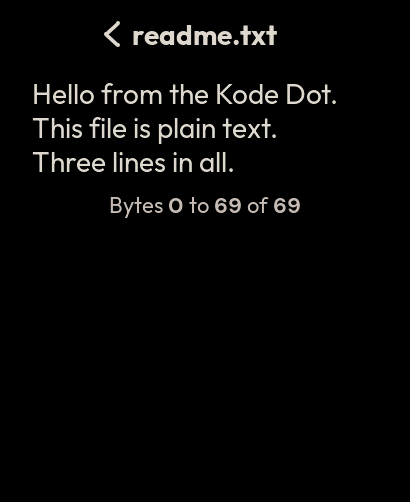 readme.txt
Hello from the Kode Dot.
This file is plain text.
Three lines in all.
Bytes 0 to 69 of 69